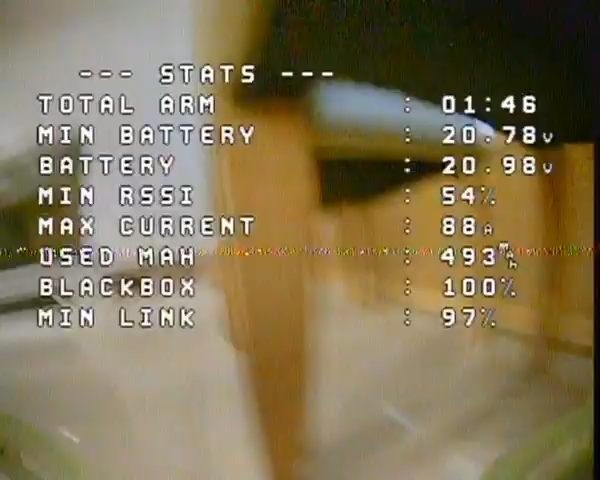 --- STATS ---
TOTAL ARM : 01:46
MIN BATTERY : 20.78V
BATTERY : 20.98V
MIN RSSI : 54%
MAX CURRENT : 88A
USED MAH : 493mAh
BLACKBOX : 100%
MIN LINK : 97%